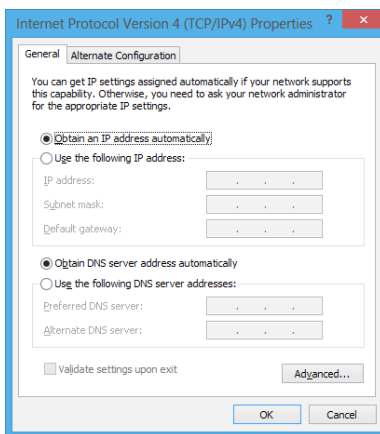 Internet Protocol Version 4 (TCP/IPv4) Properties ? ×
General Alternate Configuration
You can get IP settings assigned automatically if your network supports
this capability. Otherwise, you need to ask your network administrator
for the appropriate IP settings.
Obtain an IP address automatically
Use the following IP address:
IP address:
Subnet mask:
Default gateway:
Obtain DNS server address automatically
Use the following DNS server addresses:
Preferred DNS server:
Alternate DNS server:
Validate settings upon exit
Advanced...
OK Cancel